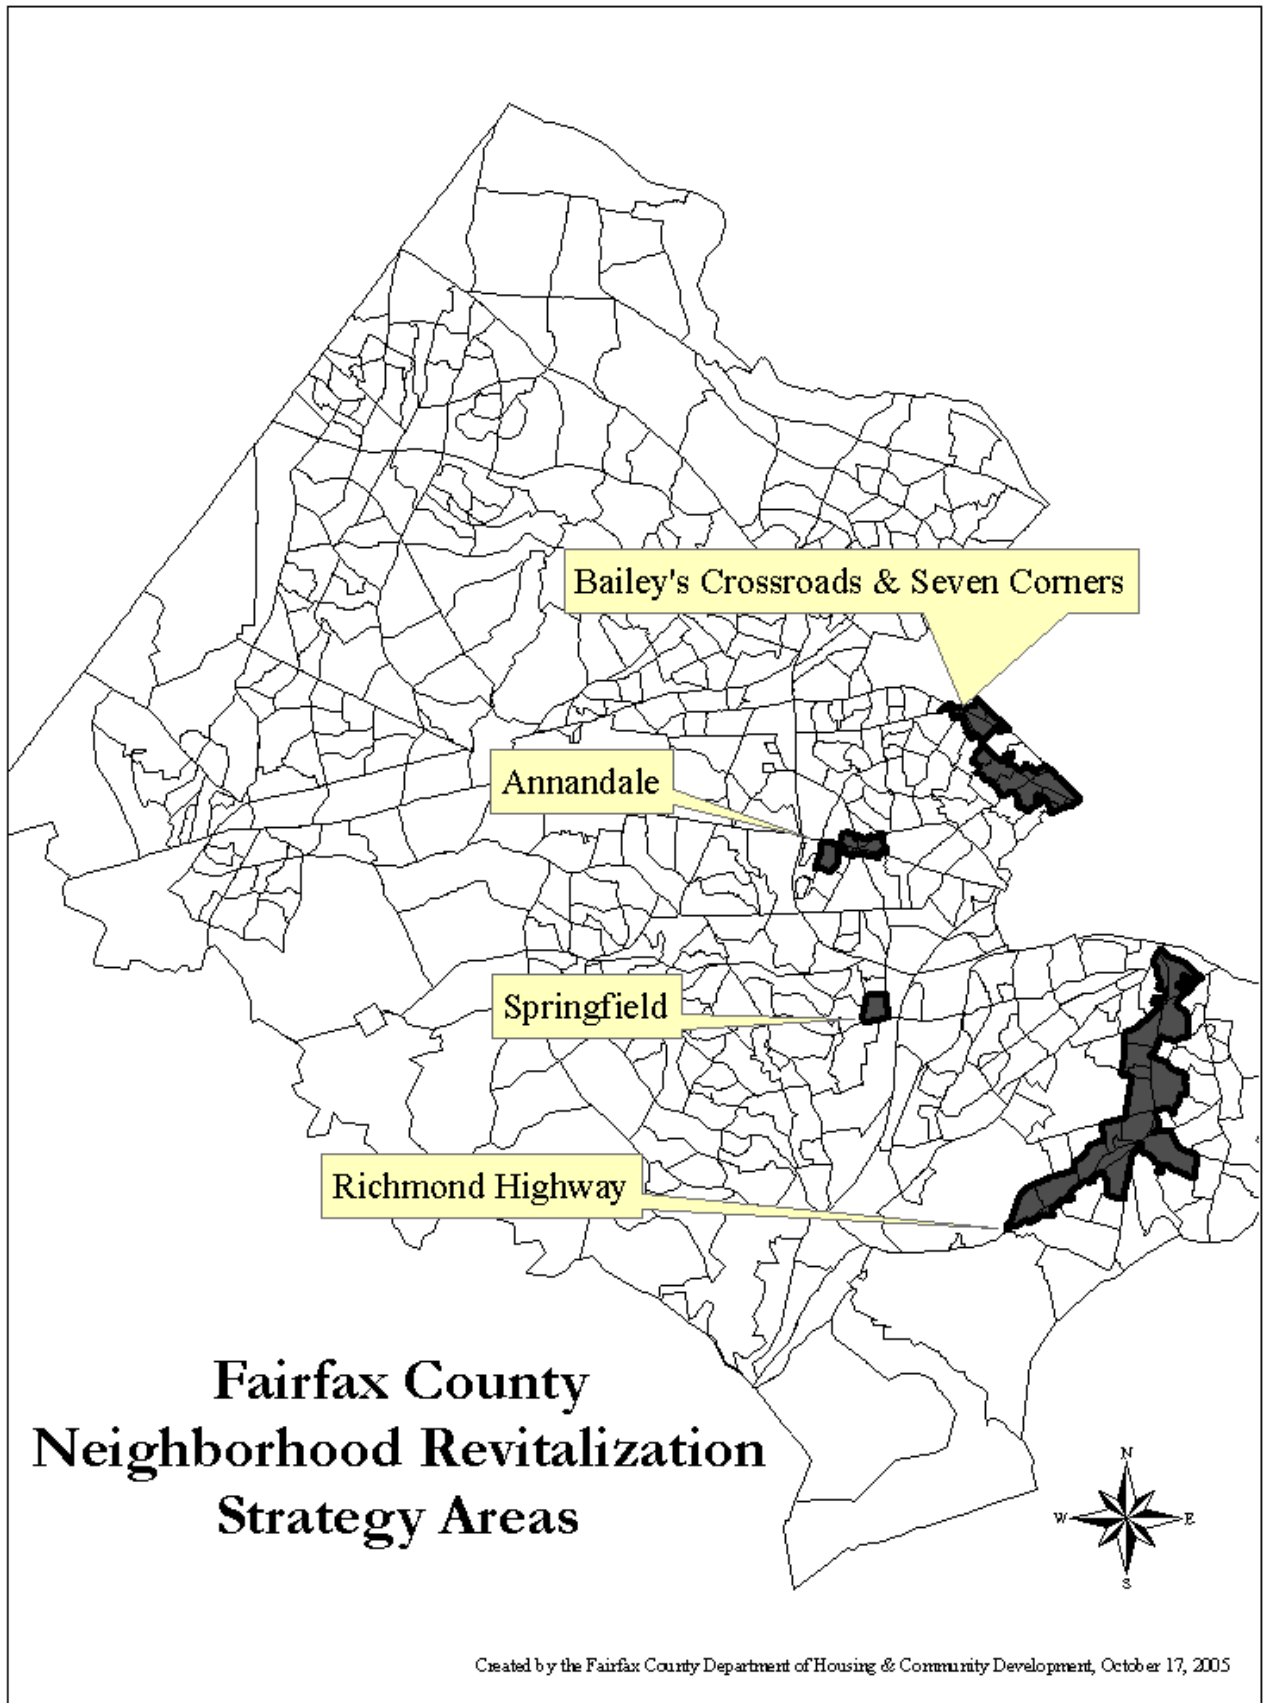 Bailey's Crossroads & Seven Corners
Annandale
Springfield
Richmond Highway
Fairfax County
Neighborhood Revitalization
Strategy Areas
N
W E
S
Created by the Fairfax County Department of Housing & Community Development, October 17, 2005